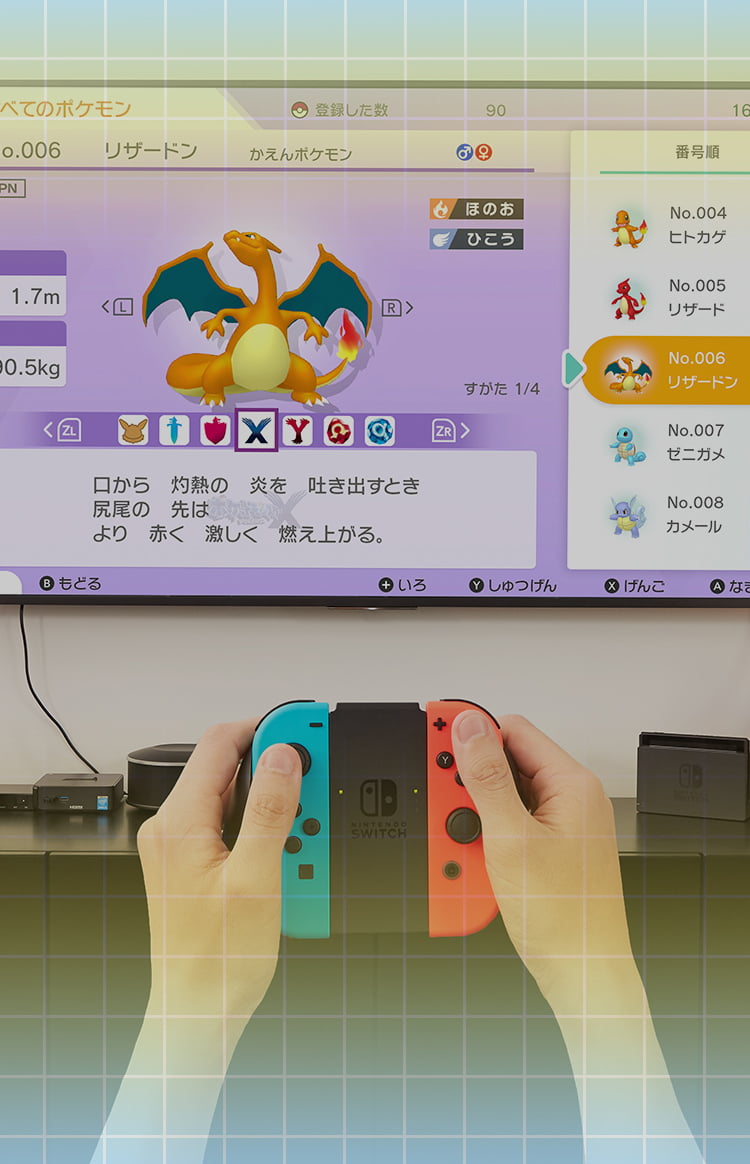 べてのポケモン
登録した数 90 16
o.006 リザードン かえんポケモン
番号順
PN
ほのお
ひこう
1.7m
90.5kg
L
R
すがた 1/4
ZL
X
Y
ZR
口から 灼熱の 炎を 吐き出すとき
尻尾の 先は
より 赤く 激しく 燃え上がる。
No.004
ヒトカゲ
No.005
リザード
No.006
リザードン
No.007
ゼニガメ
No.008
カメール
B もどる
+ いろ
Y しゅつげん
X げんご
A なき
HDMI
Y
NINTENDO
SWITCH